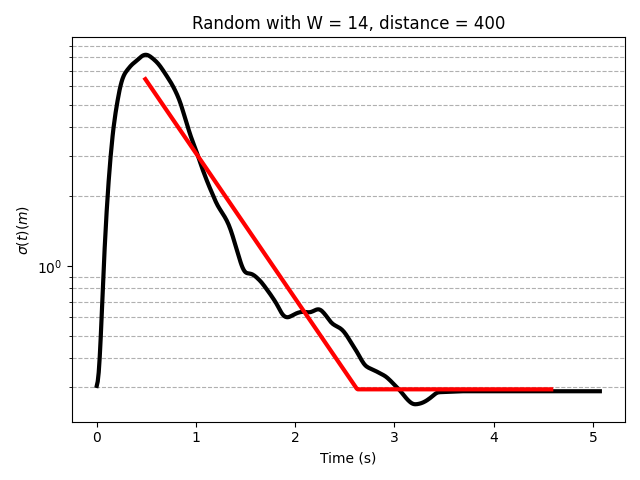 Random with W = 14, distance = 400
σ(t)(m)
10⁰
0 1 2 3 4 5
Time (s)